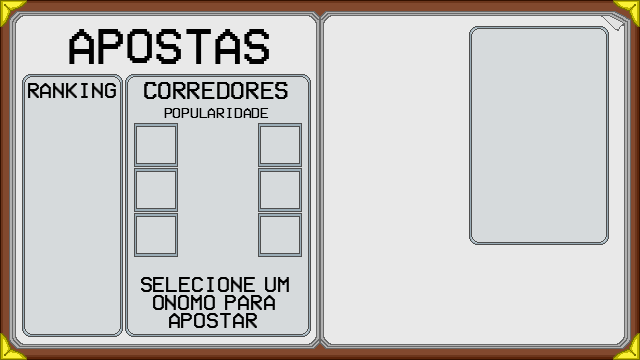 APOSTAS
RANKING
CORREDORES
POPULARIDADE
SELECIONE UM
ONOMO PARA
APOSTAR